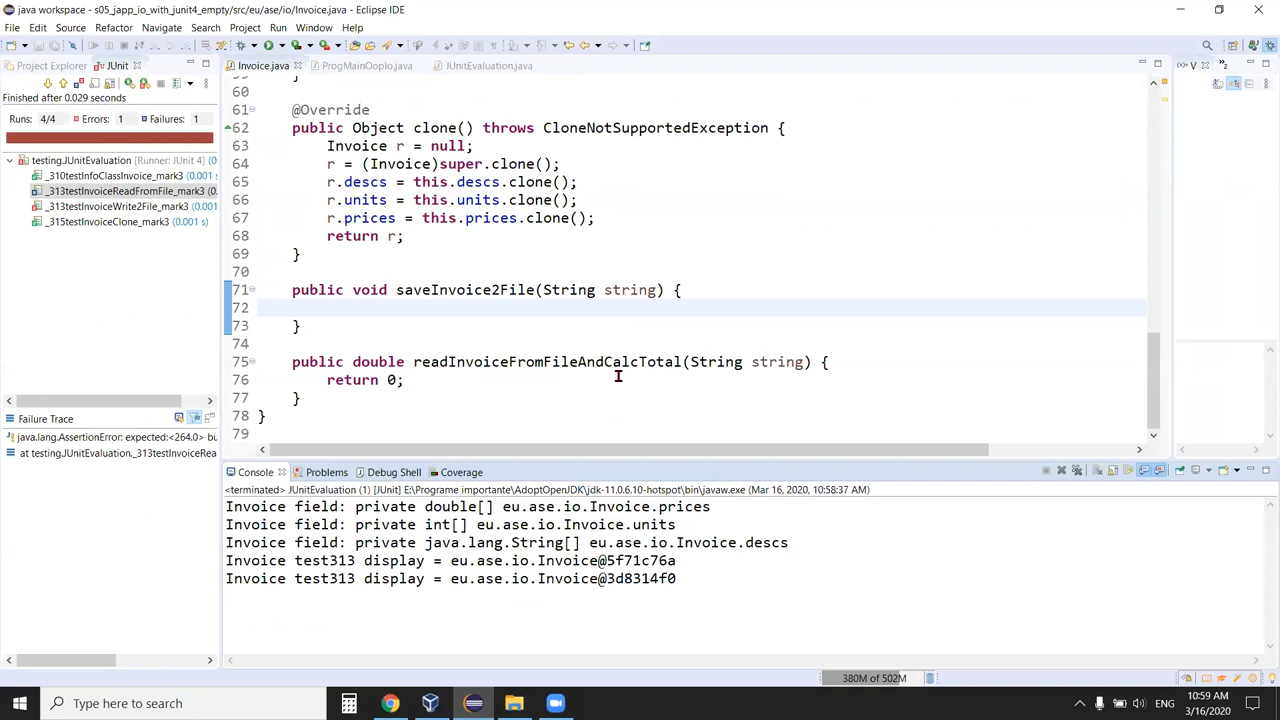 java workspace - s05_japp_io_with_junit4_empty/src/eu/ase/io/Invoice.java - Eclipse IDE
File Edit Source Refactor Navigate Search Project Run Window Help
Project Explorer JUnit
Invoice.java ProgMainOopIo.java JUnitEvaluation.java
Finished after 0.029 seconds
Runs: 4/4 Errors: 1 Failures: 1
testing.JUnitEvaluation [Runner: JUnit 4] (0
_310testInfoClassInvoice_mark3 (0.001 s
_313testInvoiceReadFromFile_mark3 (0.
_313testInvoiceWrite2File_mark3 (0.001
_315testInvoiceClone_mark3 (0.001 s)
Failure Trace
java.lang.AssertionError: expected:<264.0> bu
at testing.JUnitEvaluation._313testInvoiceRea
60
61 @Override
62 public Object clone() throws CloneNotSupportedException {
63 Invoice r = null;
64 r = (Invoice)super.clone();
65 r.descs = this.descs.clone();
66 r.units = this.units.clone();
67 r.prices = this.prices.clone();
68 return r;
69 }
70
71 public void saveInvoice2File(String string) {
72
73 }
74
75 public double readInvoiceFromFileAndCalcTotal(String string) {
76 return 0;
77 }
78 }
79
Console Problems Debug Shell Coverage
<terminated> JUnitEvaluation (1) [JUnit] E:\Programe importante\AdoptOpenJDK\jdk-11.0.6.10-hotspot\bin\javaw.exe (Mar 16, 2020, 10:58:37 AM)
Invoice field: private double[] eu.ase.io.Invoice.prices
Invoice field: private int[] eu.ase.io.Invoice.units
Invoice field: private java.lang.String[] eu.ase.io.Invoice.descs
Invoice test313 display = eu.ase.io.Invoice@5f71c76a
Invoice test313 display = eu.ase.io.Invoice@3d8314f0
380M of 502M
Type here to search
ENG
10:59 AM
3/16/2020